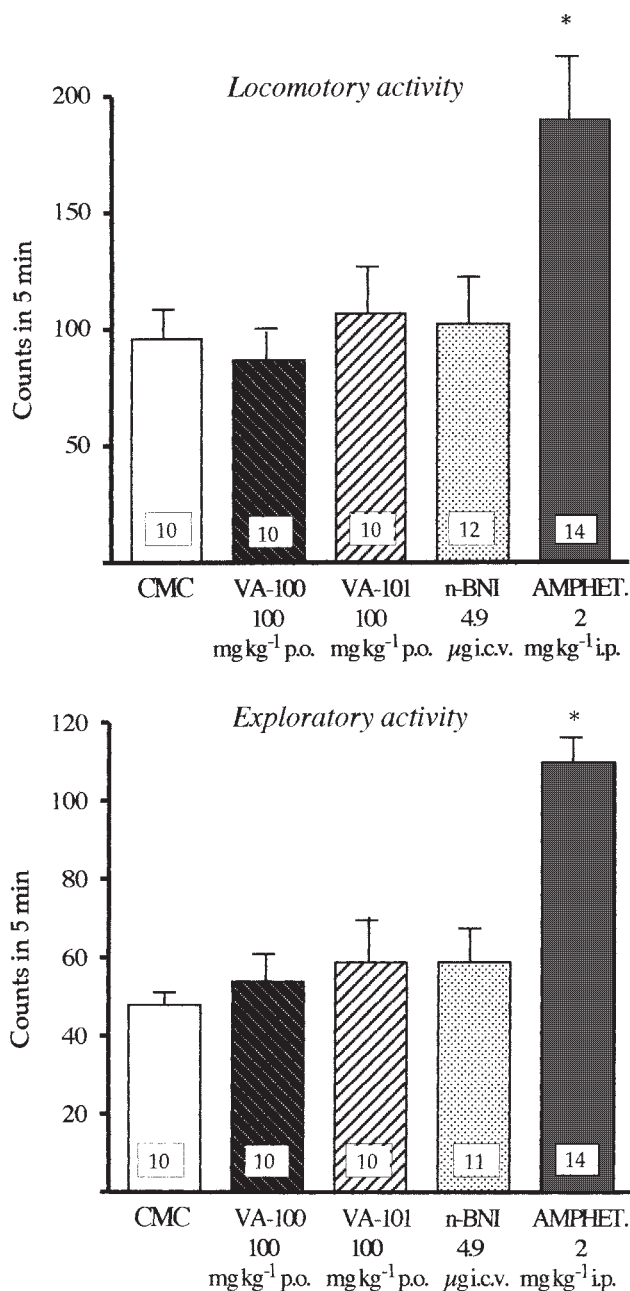 *
Locomotory activity
200
150
100
50
Counts in 5 min
10 10 10 12 14
CMC VA-100 VA-101 n-BNI AMPHET.
100 100 4.9 2
mg kg⁻¹ p.o. mg kg⁻¹ p.o. µg i.c.v. mg kg⁻¹ i.p.
120
Exploratory activity
*
100
80
60
40
20
Counts in 5 min
10 10 10 11 14
CMC VA-100 VA-101 n-BNI AMPHET.
100 100 4.9 2
mg kg⁻¹ p.o. mg kg⁻¹ p.o. µg i.c.v. mg kg⁻¹ i.p.